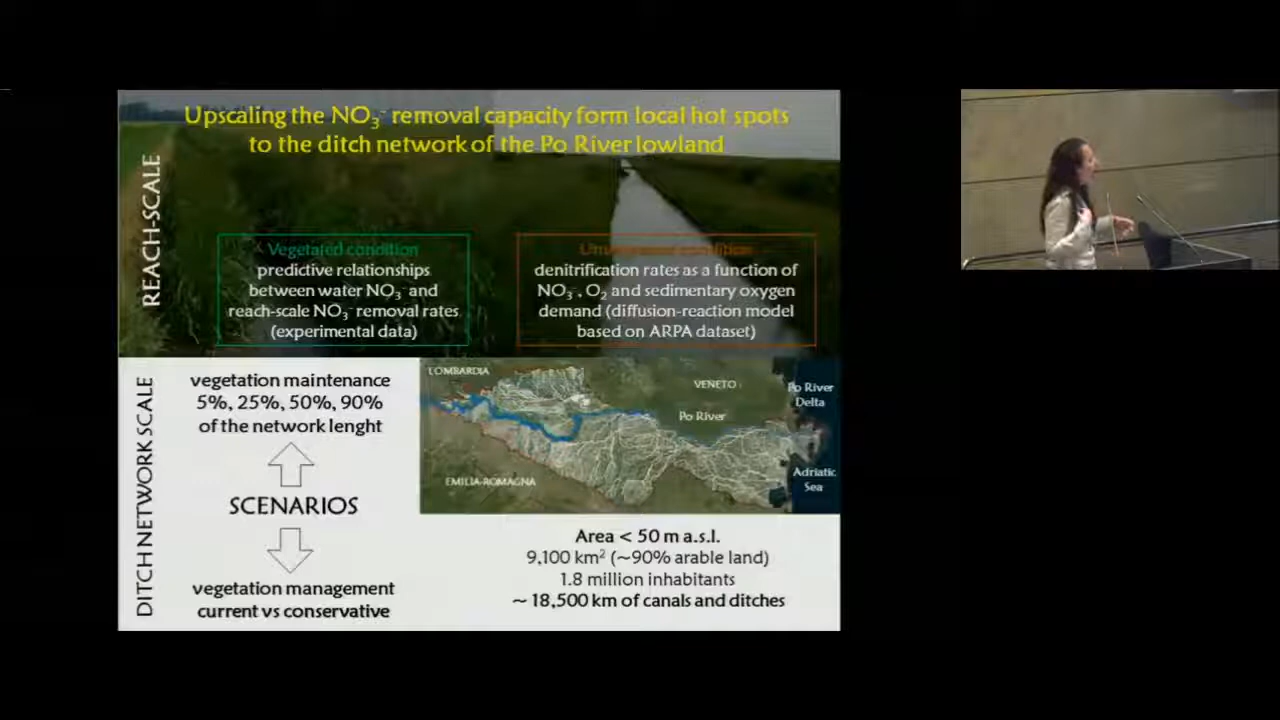 Upscaling the NO₃⁻ removal capacity form local hot spots
to the ditch network of the Po River lowland
REACH-SCALE
Vegetated condition
predictive relationships
between water NO₃⁻ and
reach-scale NO₃⁻ removal rates
(experimental data)
condition
denitrification rates as a function of
NO₃⁻, O₂ and sedimentary oxygen
demand (diffusion-reaction model
based on ARPA dataset)
DITCH NETWORK SCALE
vegetation maintenance
5%, 25%, 50%, 90%
of the network lenght
SCENARIOS
vegetation management
current vs conservative
LOMBARDIA
VENETO
Po River
Po River
Delta
Adriatic
Sea
EMILIA-ROMAGNA
Area < 50 m a.s.l.
9,100 km² (~90% arable land)
1.8 million inhabitants
~ 18,500 km of canals and ditches